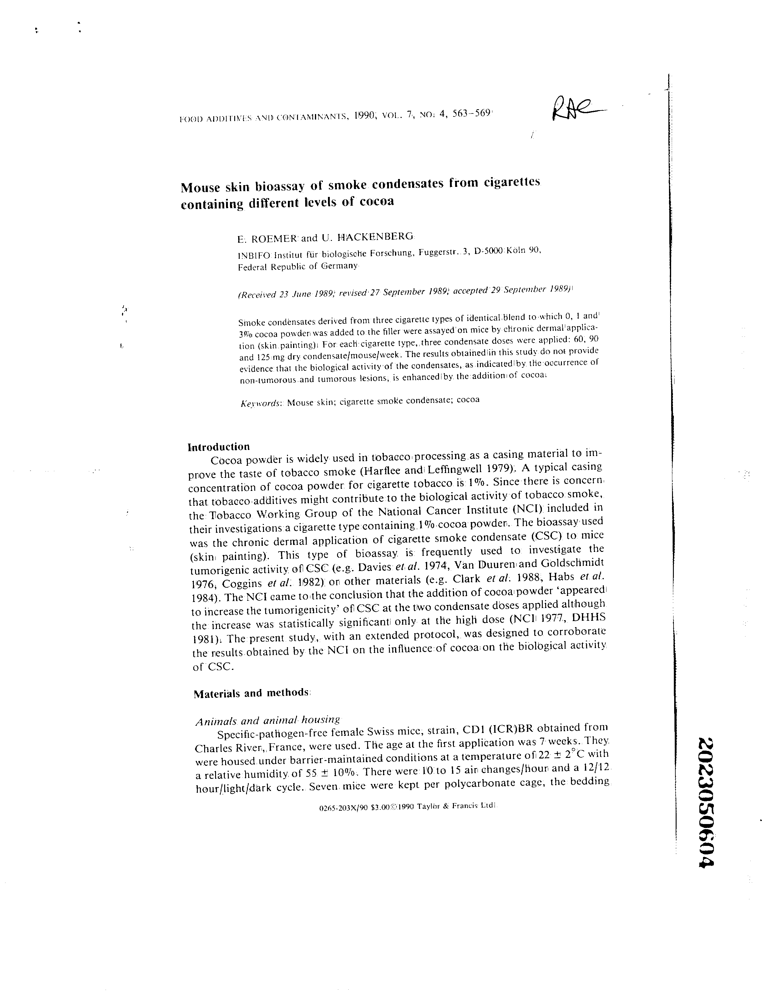 FOOD ADDITIVES AND CONTAMINANTS, 1990, VOL. 7, NO. 4, 563-569
RAC
Mouse skin bioassay of smoke condensates from cigarettes
containing different levels of cocoa
E. ROEMER and U. HACKENBERG
INBIFO Institut für biologische Forschung, Fuggerstr. 3, D-5000 Köln 90,
Federal Republic of Germany
(Received 23 June 1989; revised 27 September 1989; accepted 29 September 1989)
Smoke condensates derived from three cigarette types of identical blend to which 0, 1 and
3% cocoa powder was added to the filler were assayed on mice by chronic dermal applica-
tion (skin painting). For each cigarette type, three condensate doses were applied: 60, 90
and 125 mg dry condensate/mouse/week. The results obtained in this study do not provide
evidence that the biological activity of the condensates, as indicated by the occurrence of
non-tumorous and tumorous lesions, is enhanced by the addition of cocoa.
Keywords: Mouse skin; cigarette smoke condensate; cocoa
Introduction
Cocoa powder is widely used in tobacco processing as a casing material to im-
prove the taste of tobacco smoke (Harflee and Leffingwell 1979). A typical casing
concentration of cocoa powder for cigarette tobacco is 1%. Since there is concern
that tobacco additives might contribute to the biological activity of tobacco smoke,
the Tobacco Working Group of the National Cancer Institute (NCI) included in
their investigations a cigarette type containing 1% cocoa powder. The bioassay used
was the chronic dermal application of cigarette smoke condensate (CSC) to mice
(skin painting). This type of bioassay is frequently used to investigate the
tumorigenic activity of CSC (e.g. Davies et al. 1974, Van Duuren and Goldschmidt
1976, Coggins et al. 1982) or other materials (e.g. Clark et al. 1988, Habs et al.
1984). The NCI came to the conclusion that the addition of cocoa powder 'appeared
to increase the tumorigenicity' of CSC at the two condensate doses applied although
the increase was statistically significant only at the high dose (NCI 1977, DHHS
1981). The present study, with an extended protocol, was designed to corroborate
the results obtained by the NCI on the influence of cocoa on the biological activity
of CSC.
Materials and methods
Animals and animal housing
Specific-pathogen-free female Swiss mice, strain, CD1 (ICR)BR obtained from
Charles River, France, were used. The age at the first application was 7 weeks. They
were housed under barrier-maintained conditions at a temperature of 22 ± 2°C with
a relative humidity of 55 ± 10%. There were 10 to 15 air changes/hour and a 12/12
hour/light/dark cycle. Seven mice were kept per polycarbonate cage, the bedding
0265-203X/90 $3.00 © 1990 Taylor & Francis Ltd
2023050604